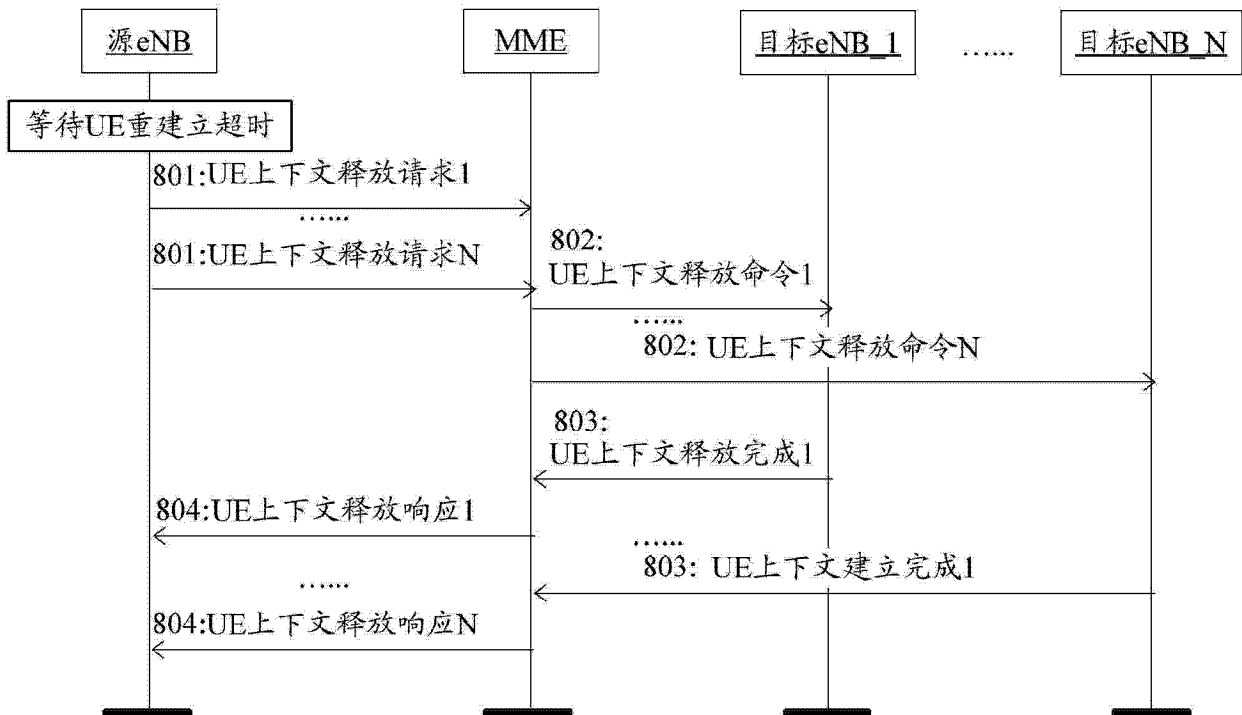 源eNB
MME
目标eNB_1
……
目标eNB_N
等待UE重建立超时
801:UE上下文释放请求1
……
801:UE上下文释放请求N
802:
UE上下文释放命令1
……
802: UE上下文释放命令N
803:
UE上下文释放完成1
804:UE上下文释放响应1
……
803: UE上下文建立完成1
……
804:UE上下文释放响应N